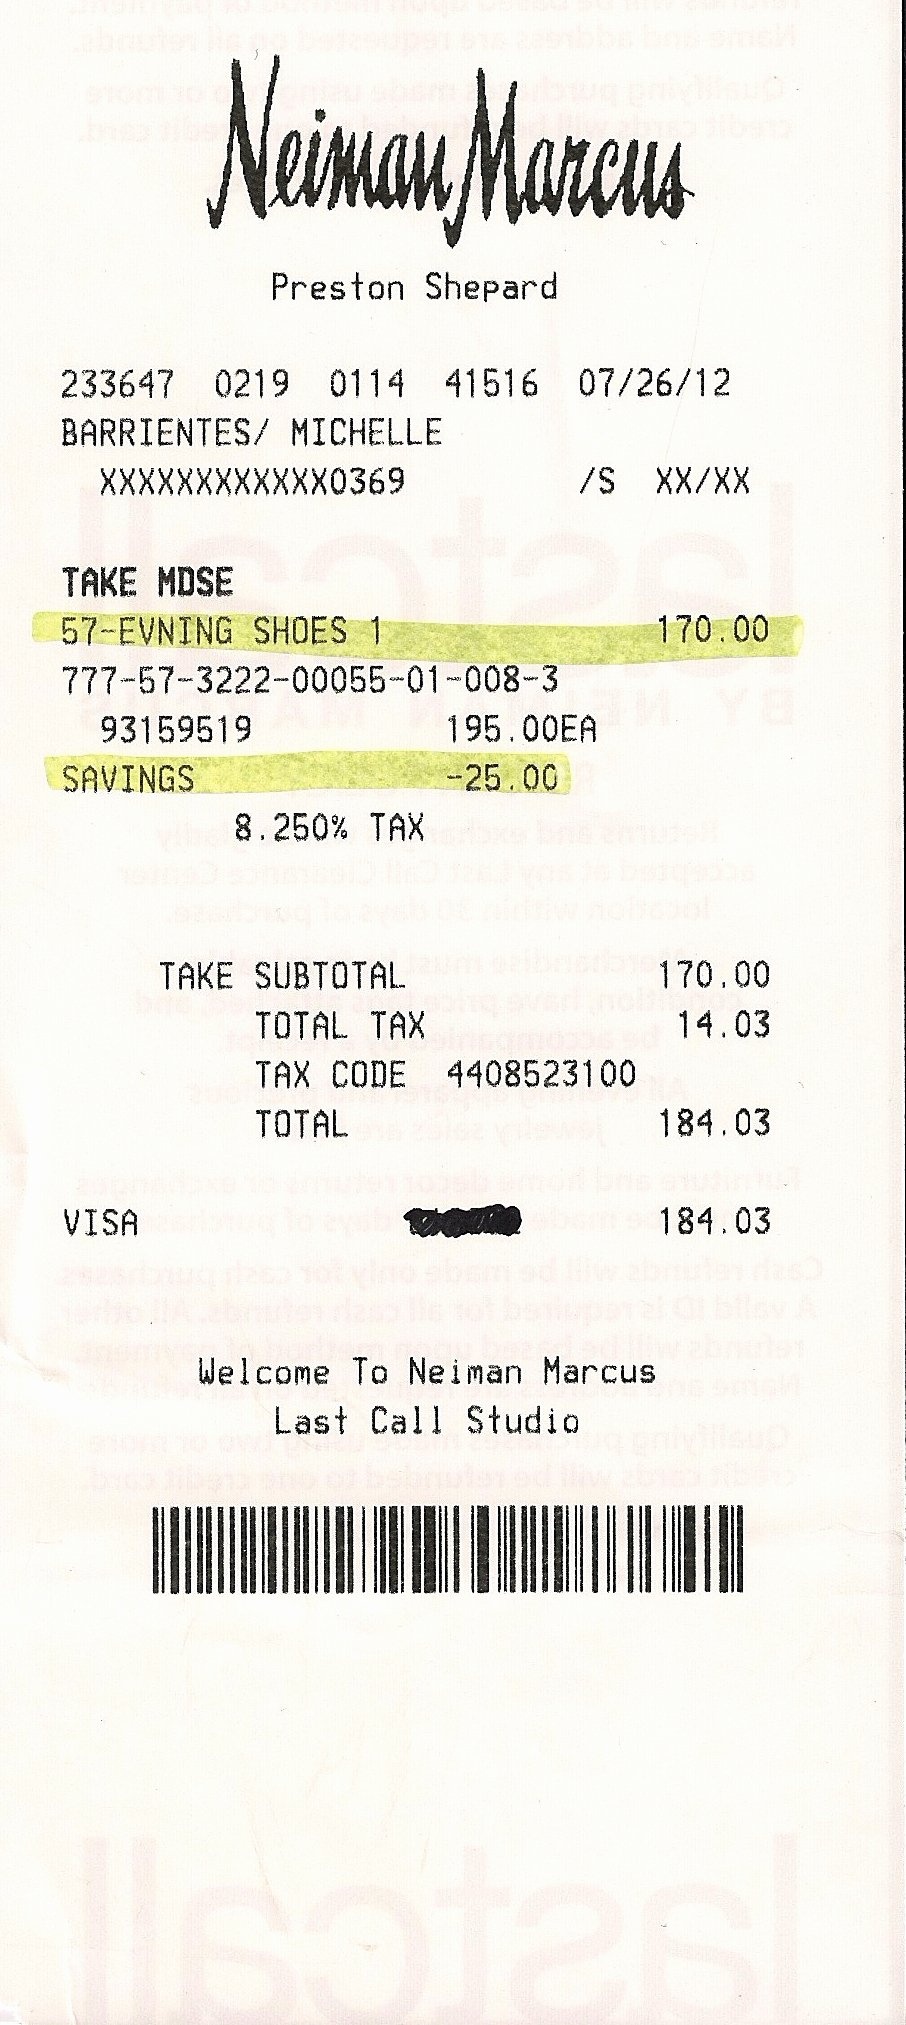 Neiman Marcus
Preston Shepard
233647 0219 0114 41516 07/26/12
BARRIENTES/ MICHELLE
XXXXXXXXXXXX0369 /S XX/XX
TAKE MDSE
57-EVNING SHOES 1 170.00
777-57-3222-00055-01-008-3
93159519 195.00EA
SAVINGS -25.00
8.250% TAX
TAKE SUBTOTAL 170.00
TOTAL TAX 14.03
TAX CODE 4408523100
TOTAL 184.03
VISA 184.03
Welcome To Neiman Marcus
Last Call Studio
lastcall